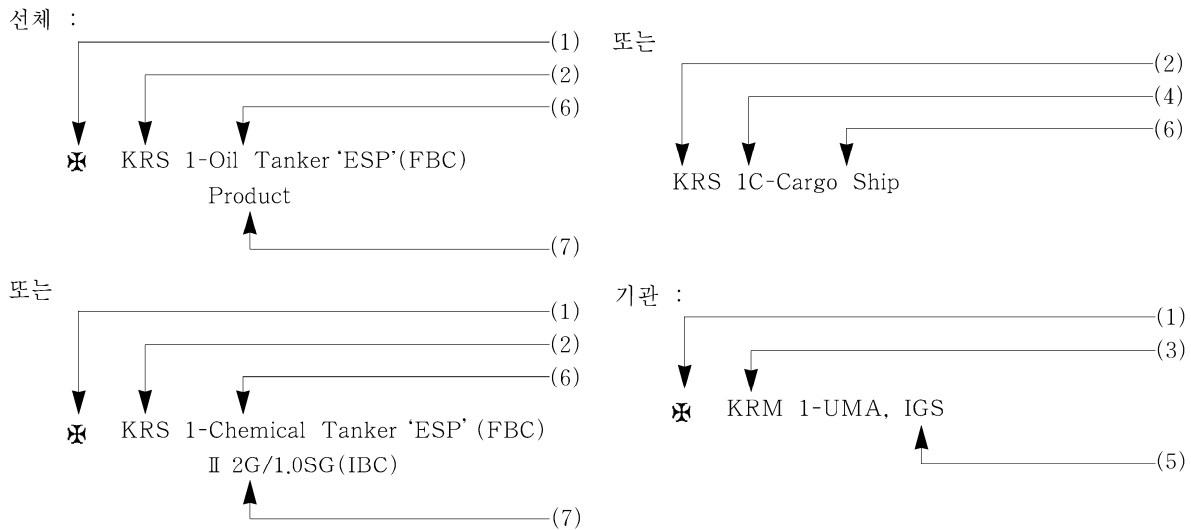 선체 :
(1)
(2)
(6)
✠ KRS 1-Oil Tanker ‘ESP’(FBC)
Product
(7)
또는
(2)
(4)
(6)
KRS 1C-Cargo Ship
또는
(1)
(2)
(6)
✠ KRS 1-Chemical Tanker ‘ESP’ (FBC)
Ⅱ 2G/1.0SG(IBC)
(7)
기관 :
(1)
(3)
✠ KRM 1-UMA, IGS
(5)